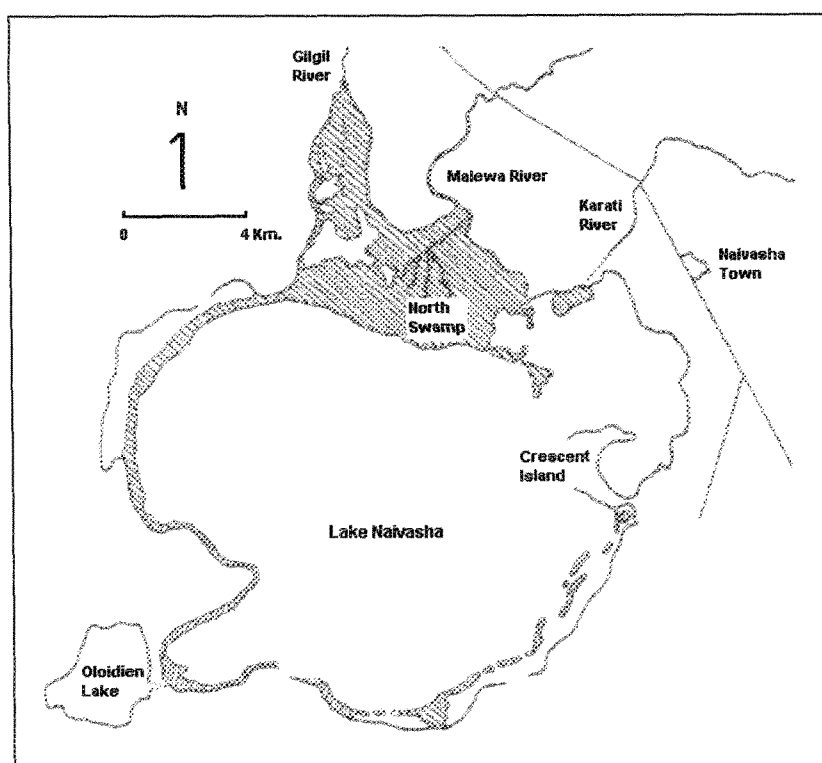 Gilgil
River
N
Malewa River
Karati
River
0 4 Km.
Naivasha
Town
North
Swamp
Crescent
Island
Lake Naivasha
Oloidien
Lake